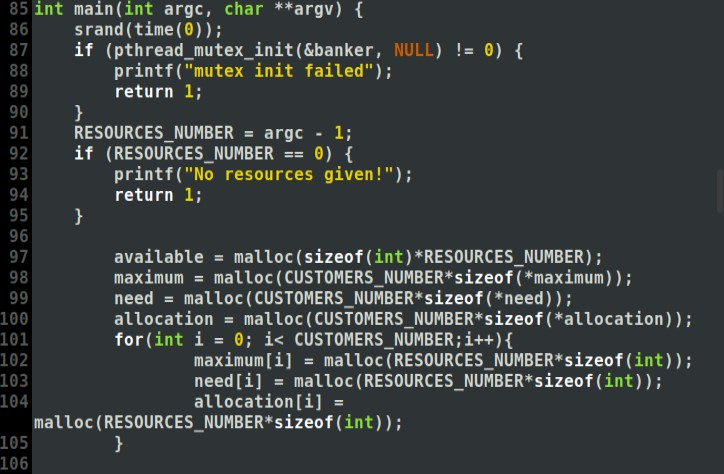 85 int main(int argc, char **argv) {
86     srand(time(0));
87     if (pthread_mutex_init(&banker, NULL) != 0) {
88         printf("mutex init failed");
89         return 1;
90     }
91     RESOURCES_NUMBER = argc - 1;
92     if (RESOURCES_NUMBER == 0) {
93         printf("No resources given!");
94         return 1;
95     }
96
97         available = malloc(sizeof(int)*RESOURCES_NUMBER);
98         maximum = malloc(CUSTOMERS_NUMBER*sizeof(*maximum));
99         need = malloc(CUSTOMERS_NUMBER*sizeof(*need));
100         allocation = malloc(CUSTOMERS_NUMBER*sizeof(*allocation));
101         for(int i = 0; i< CUSTOMERS_NUMBER;i++){
102                 maximum[i] = malloc(RESOURCES_NUMBER*sizeof(int));
103                 need[i] = malloc(RESOURCES_NUMBER*sizeof(int));
104                 allocation[i] =
malloc(RESOURCES_NUMBER*sizeof(int));
105         }
106